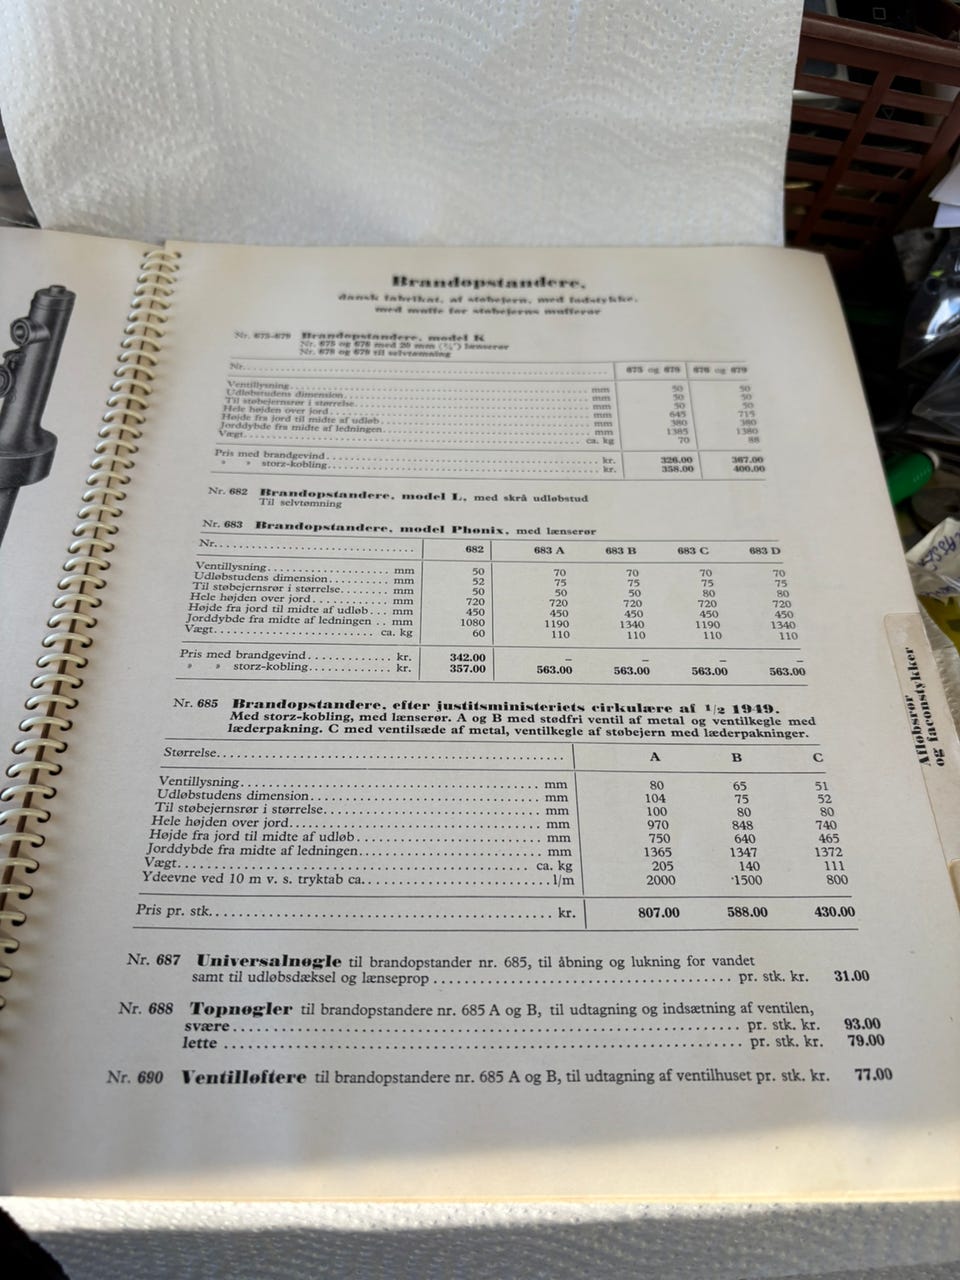 Brandopstandere,
dansk fabrikat, af støbejern, med fodstykke,
med muffe for støbejerns mufferør
Nr. 675-679 Brandopstandere, model K
Nr. 675 og 676 med 20 mm (¾") lænserør
Nr. 678 og 679 til selvtømning
Nr. 675 og 678 676 og 679
Ventillysning mm 50 50
Udløbstudens dimension mm 50 50
Til støbejernsrør i størrelse mm 50 50
Hele højden over jord mm 645 715
Højde fra jord til midte af udløb mm 380 380
Jorddybde fra midte af ledningen mm 1385 1380
Vægt ca. kg 70 88
Pris med brandgevind kr. 326.00 367.00
» » storz-kobling kr. 358.00 400.00
Nr. 682 Brandopstandere, model L, med skrå udløbstud
Til selvtømning
Nr. 683 Brandopstandere, model Phønix, med lænserør
Nr. 682 683 A 683 B 683 C 683 D
Ventillysning mm 50 70 70 70 70
Udløbstudens dimension mm 52 75 75 75 75
Til støbejernsrør i størrelse mm 50 50 50 80 80
Hele højden over jord mm 720 720 720 720 720
Højde fra jord til midte af udløb mm 450 450 450 450 450
Jorddybde fra midte af ledningen mm 1080 1190 1340 1190 1340
Vægt ca. kg 60 110 110 110 110
Pris med brandgevind kr. 342.00 – – – –
» » storz-kobling kr. 357.00 563.00 563.00 563.00 563.00
Nr. 685 Brandopstandere, efter justitsministeriets cirkulære af 1/2 1949.
Med storz-kobling, med lænserør. A og B med stødfri ventil af metal og ventilkegle med
læderpakning. C med ventilsæde af metal, ventilkegle af støbejern med læderpakninger.
Størrelse A B C
Ventillysning mm 80 65 51
Udløbstudens dimension mm 104 75 52
Til støbejernsrør i størrelse mm 100 80 80
Hele højden over jord mm 970 848 740
Højde fra jord til midte af udløb mm 750 640 465
Jorddybde fra midte af ledningen mm 1365 1347 1372
Vægt ca. kg 205 140 111
Ydeevne ved 10 m v. s. tryktab ca. l/m 2000 1500 800
Pris pr. stk. kr. 807.00 588.00 430.00
Nr. 687 Universalnøgle til brandopstander nr. 685, til åbning og lukning for vandet
samt til udløbsdæksel og lænseprop pr. stk. kr. 31.00
Nr. 688 Topnøgler til brandopstandere nr. 685 A og B, til udtagning og indsætning af ventilen,
svære pr. stk. kr. 93.00
lette pr. stk. kr. 79.00
Nr. 690 Ventilløftere til brandopstandere nr. 685 A og B, til udtagning af ventilhuset pr. stk. kr. 77.00
Afløbsrør
og faconstykker